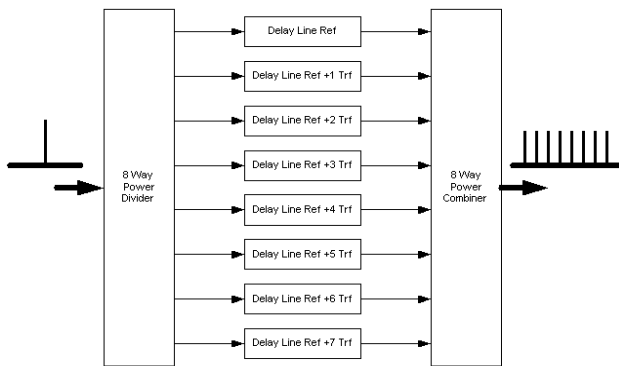 Delay Line Ref
Delay Line Ref +1 Trf
Delay Line Ref +2 Trf
Delay Line Ref +3 Trf
Delay Line Ref +4 Trf
Delay Line Ref +5 Trf
Delay Line Ref +6 Trf
Delay Line Ref +7 Trf
8 Way
Power
Divider
8 Way
Power
Combiner